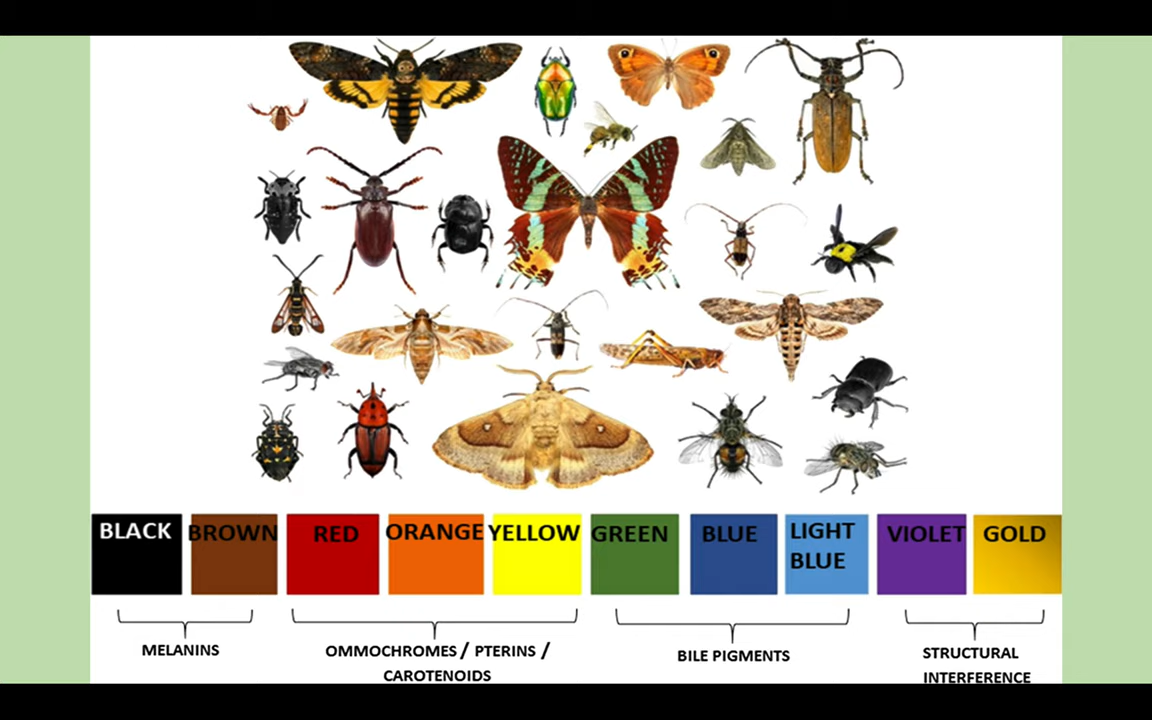 BLACK
BROWN
RED
ORANGE
YELLOW
GREEN
BLUE
LIGHT
BLUE
VIOLET
GOLD
MELANINS
OMMOCHROMES / PTERINS /
CAROTENOIDS
BILE PIGMENTS
STRUCTURAL
INTERFERENCE